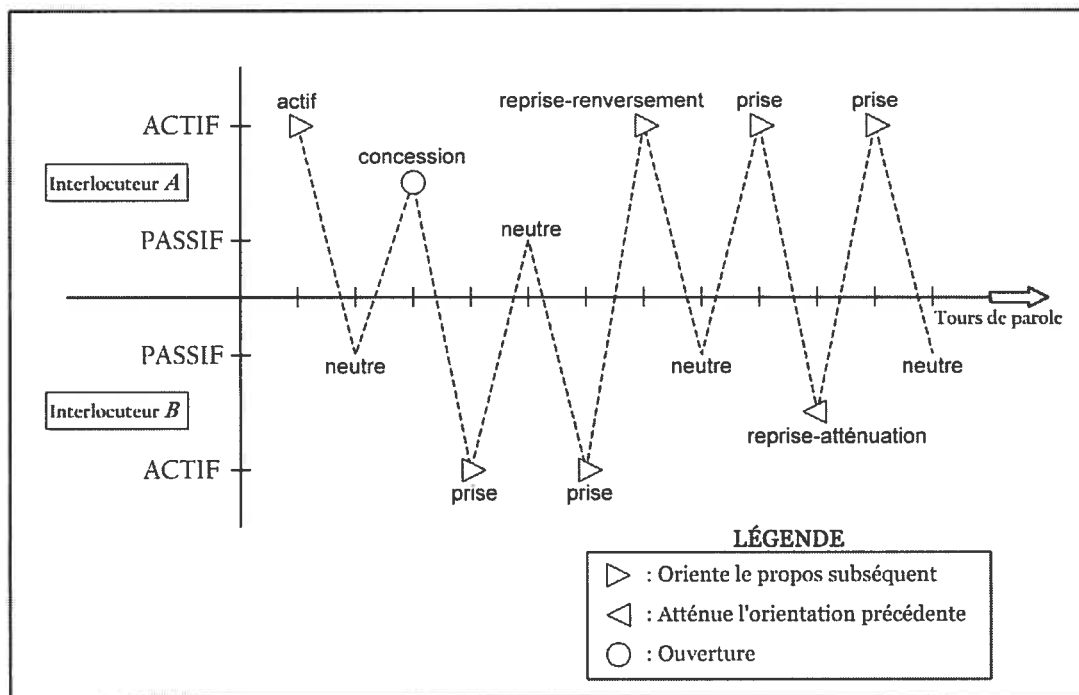 actif
reprise-renversement
prise
prise
ACTIF
concession
Interlocuteur A
neutre
PASSIF
Tours de parole
PASSIF
neutre
neutre
neutre
Interlocuteur B
reprise-atténuation
ACTIF
prise
prise
LÉGENDE
: Oriente le propos subséquent
: Atténue l'orientation précédente
: Ouverture